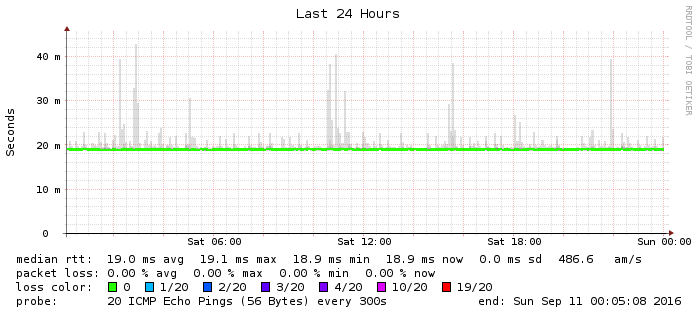 Last 24 Hours
RRDTOOL / TOBI OETIKER
Seconds
40 m
30 m
20 m
10 m
0
Sat 06:00 Sat 12:00 Sat 18:00 Sun 00:00
median rtt: 19.0 ms avg 19.1 ms max 18.9 ms min 18.9 ms now 0.0 ms sd 486.6 am/s
packet loss: 0.00 % avg 0.00 % max 0.00 % min 0.00 % now
loss color: 0 1/20 2/20 3/20 4/20 10/20 19/20
probe: 20 ICMP Echo Pings (56 Bytes) every 300s end: Sun Sep 11 00:05:08 2016